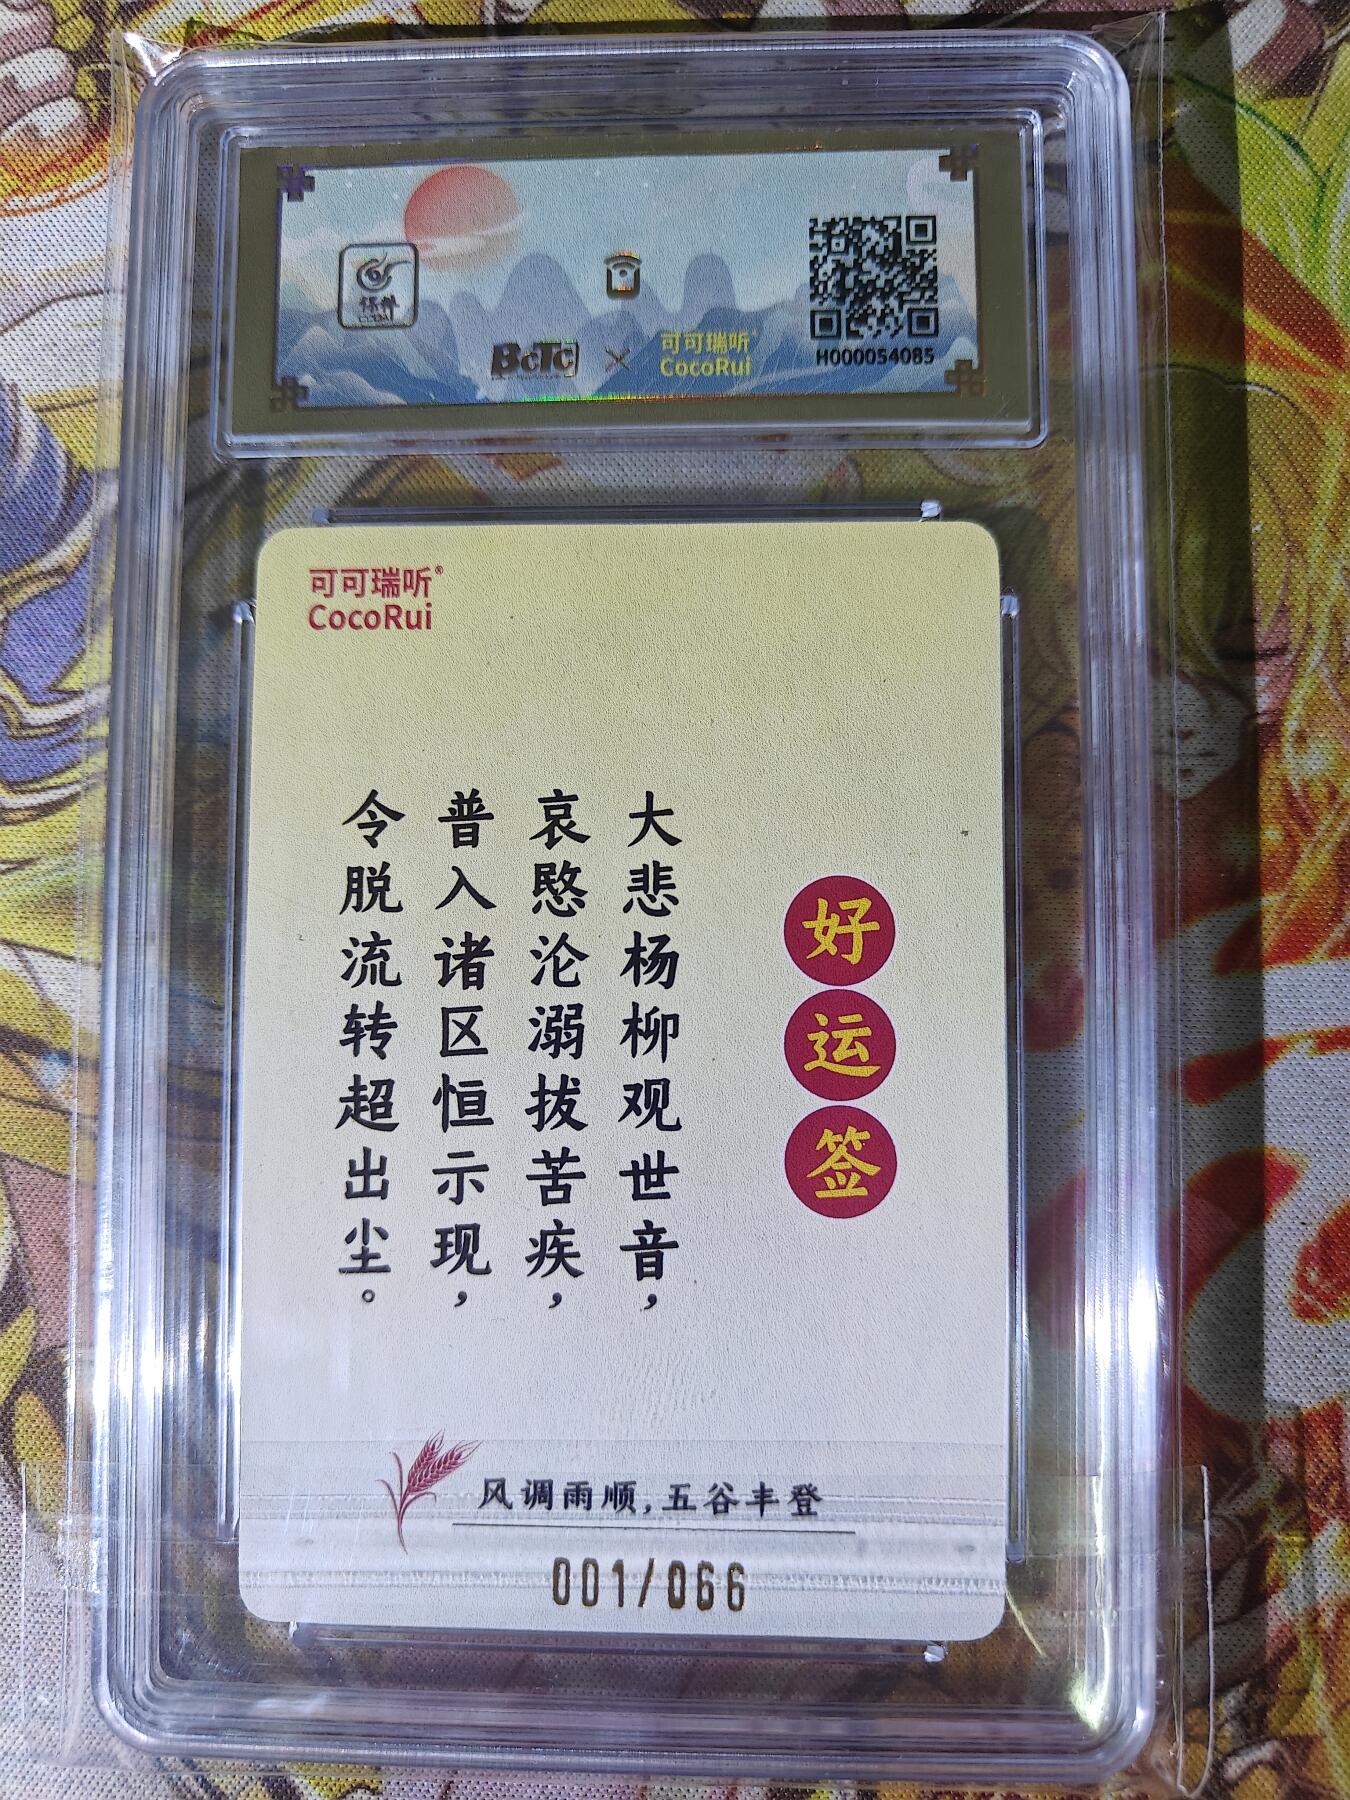 保粹
BCTC × 可可瑞听
CocoRui
H000054085
可可瑞听®
CocoRui
好运签
大悲杨柳观世音，
哀愍沦溺拔苦疾，
普入诸区恒示现，
令脱流转超出尘。
风调雨顺,五谷丰登
001/066